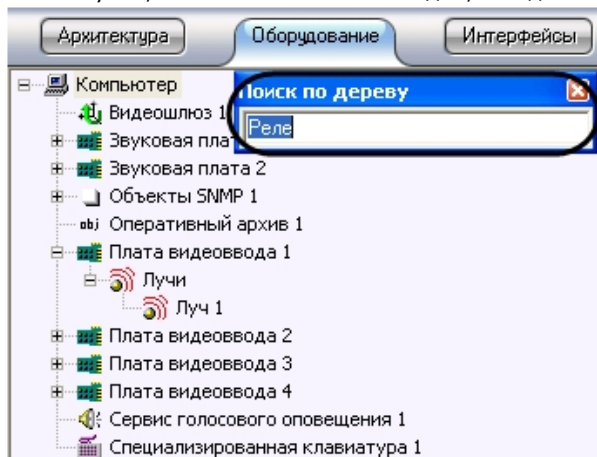 Архитектура Оборудование Интерфейсы
Компьютер
Поиск по дереву
Видеошлюз 1
Реле
Звуковая плат
Звуковая плата 2
Объекты SNMP 1
obj Оперативный архив 1
Плата видеоввода 1
Лучи
Луч 1
Плата видеоввода 2
Плата видеоввода 3
Плата видеоввода 4
Сервис голосового оповещения 1
Специализированная клавиатура 1